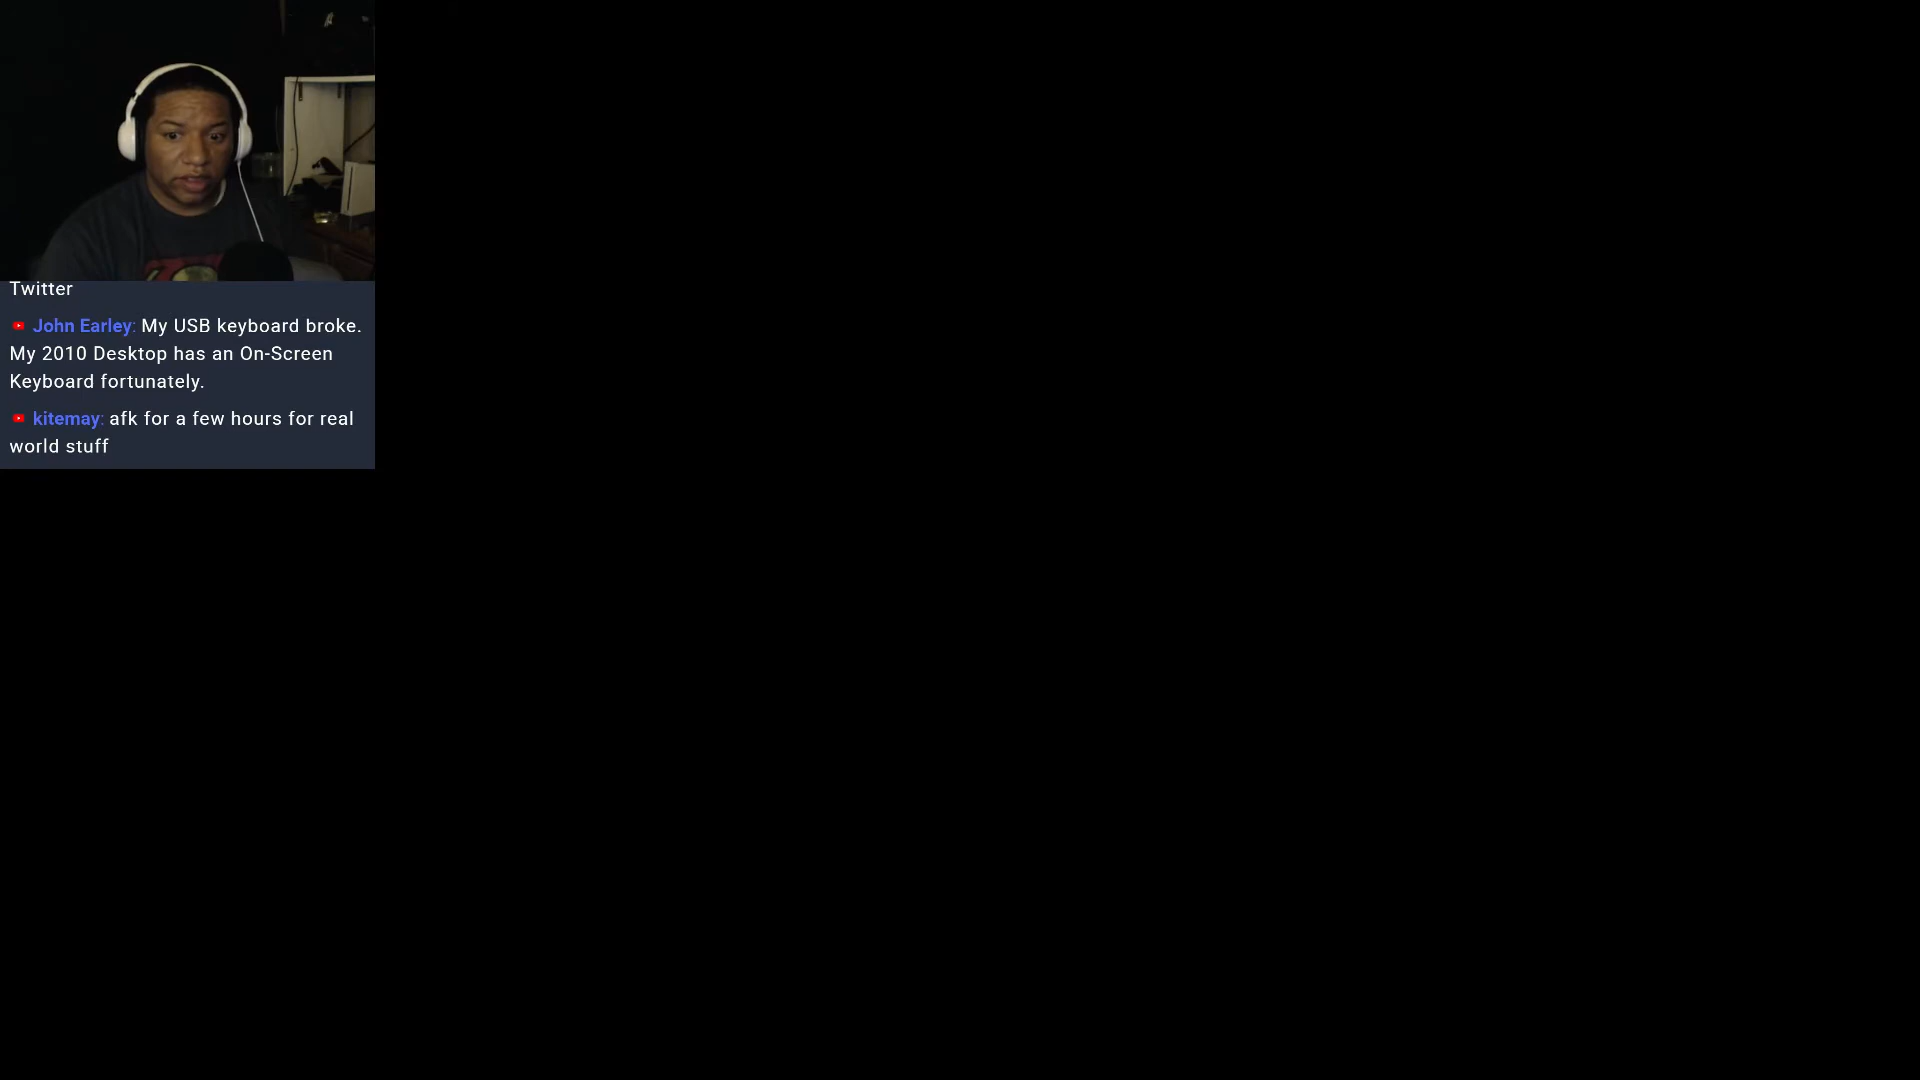 Twitter
John Earley: My USB keyboard broke.
My 2010 Desktop has an On-Screen
Keyboard fortunately.
kitemay: afk for a few hours for real
world stuff